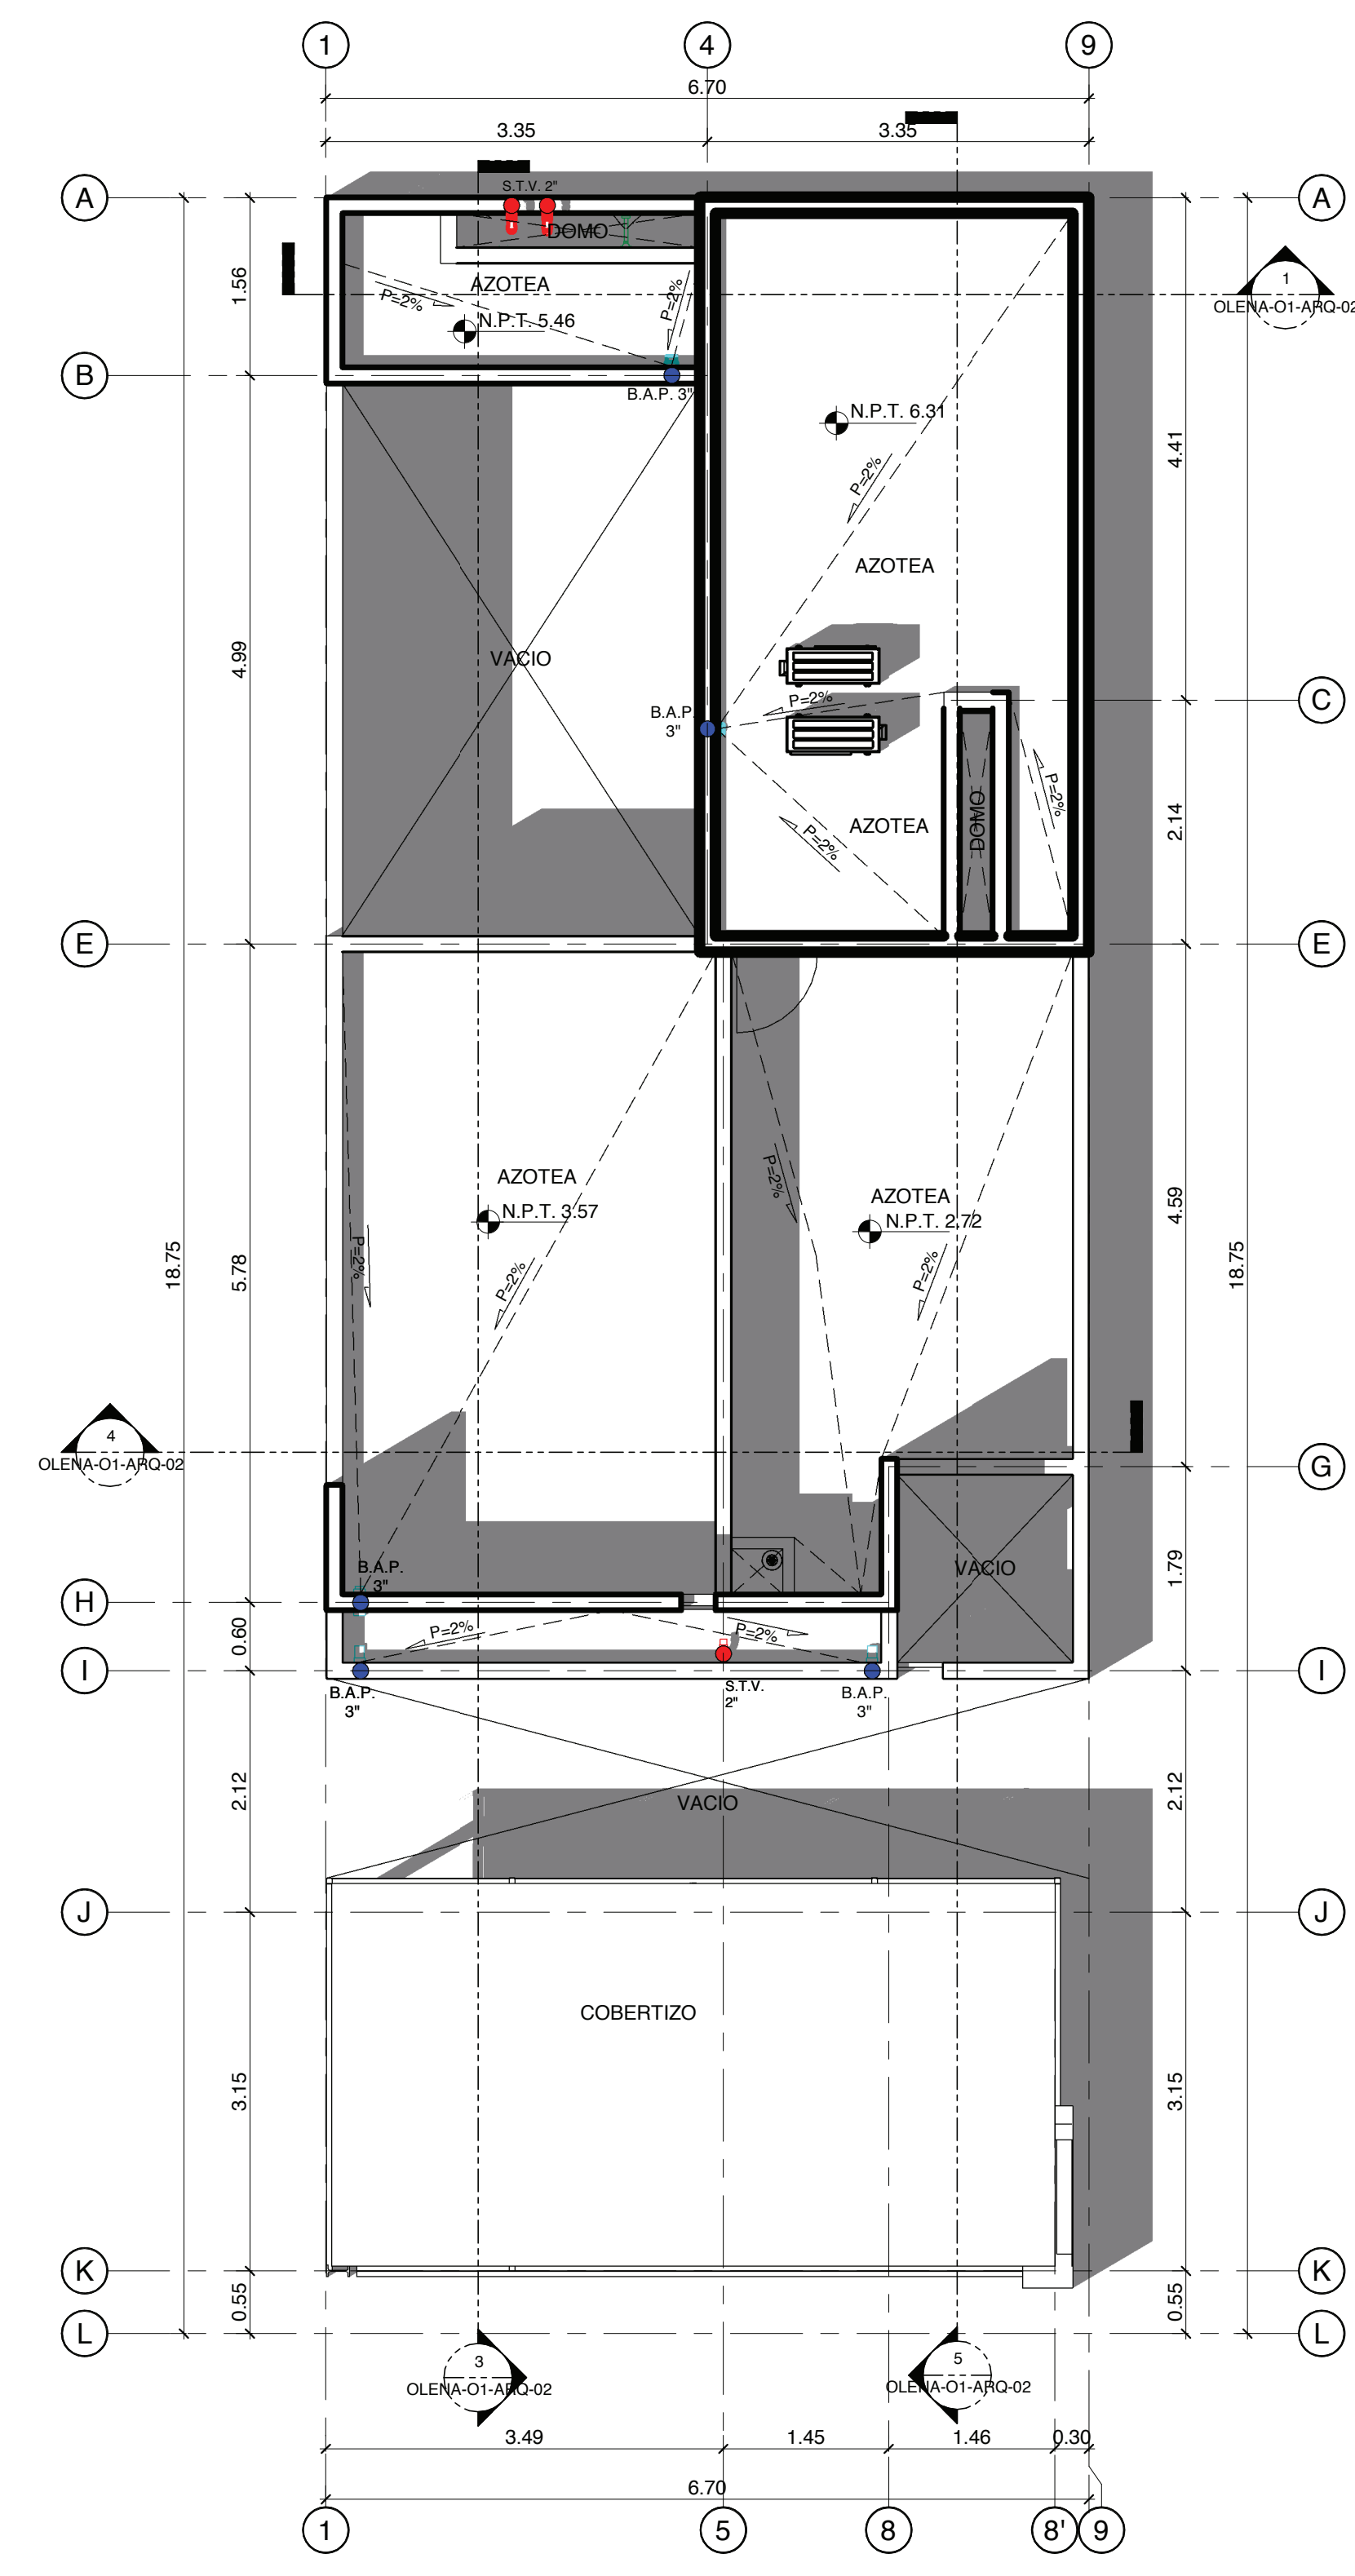 1
4
9
6.70
3.35
3.35
S.T.V. 2"
A
A
DOMO
1.56
AZOTEA
P=2%
P=2%
1
OLENA-O1-ARQ-02
N.P.T. 5.46
B
B.A.P. 3"
N.P.T. 6.31
4.41
P=2%
AZOTEA
4.99
VACIO
C
P=2%
B.A.P.
3"
P=2%
DOMO
2.14
AZOTEA
P=2%
E
E
AZOTEA
P=2%
AZOTEA
4.59
N.P.T. 3.57
N.P.T. 2.72
18.75
5.78
P=2%
P=2%
P=2%
18.75
4
OLENA-O1-ARQ-02
G
B.A.P.
3"
VACIO
1.79
H
0.60
P=2%
P=2%
I
I
B.A.P.
3"
S.T.V.
2"
B.A.P.
3"
2.12
VACIO
2.12
J
J
COBERTIZO
3.15
3.15
K
K
0.55
0.55
L
L
3
OLENA-O1-ARQ-02
5
OLENA-O1-ARQ-02
3.49
1.45
1.46
0.30
6.70
1
5
8
8'
9